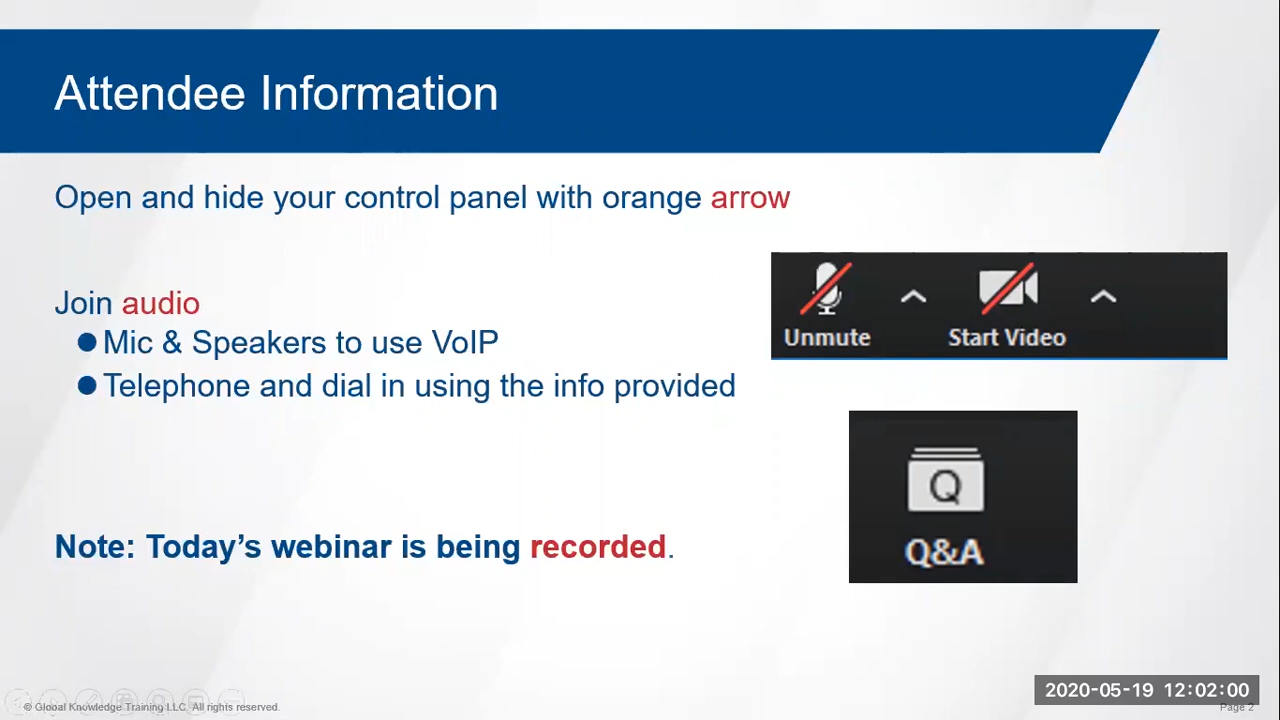 Attendee Information
Open and hide your control panel with orange arrow
Join audio
● Mic & Speakers to use VoIP
● Telephone and dial in using the info provided
Unmute
Start Video
Q
Q&A
Note: Today’s webinar is being recorded.
2020-05-19 12:02:00
© Global Knowledge Training LLC. All rights reserved.
Page 2